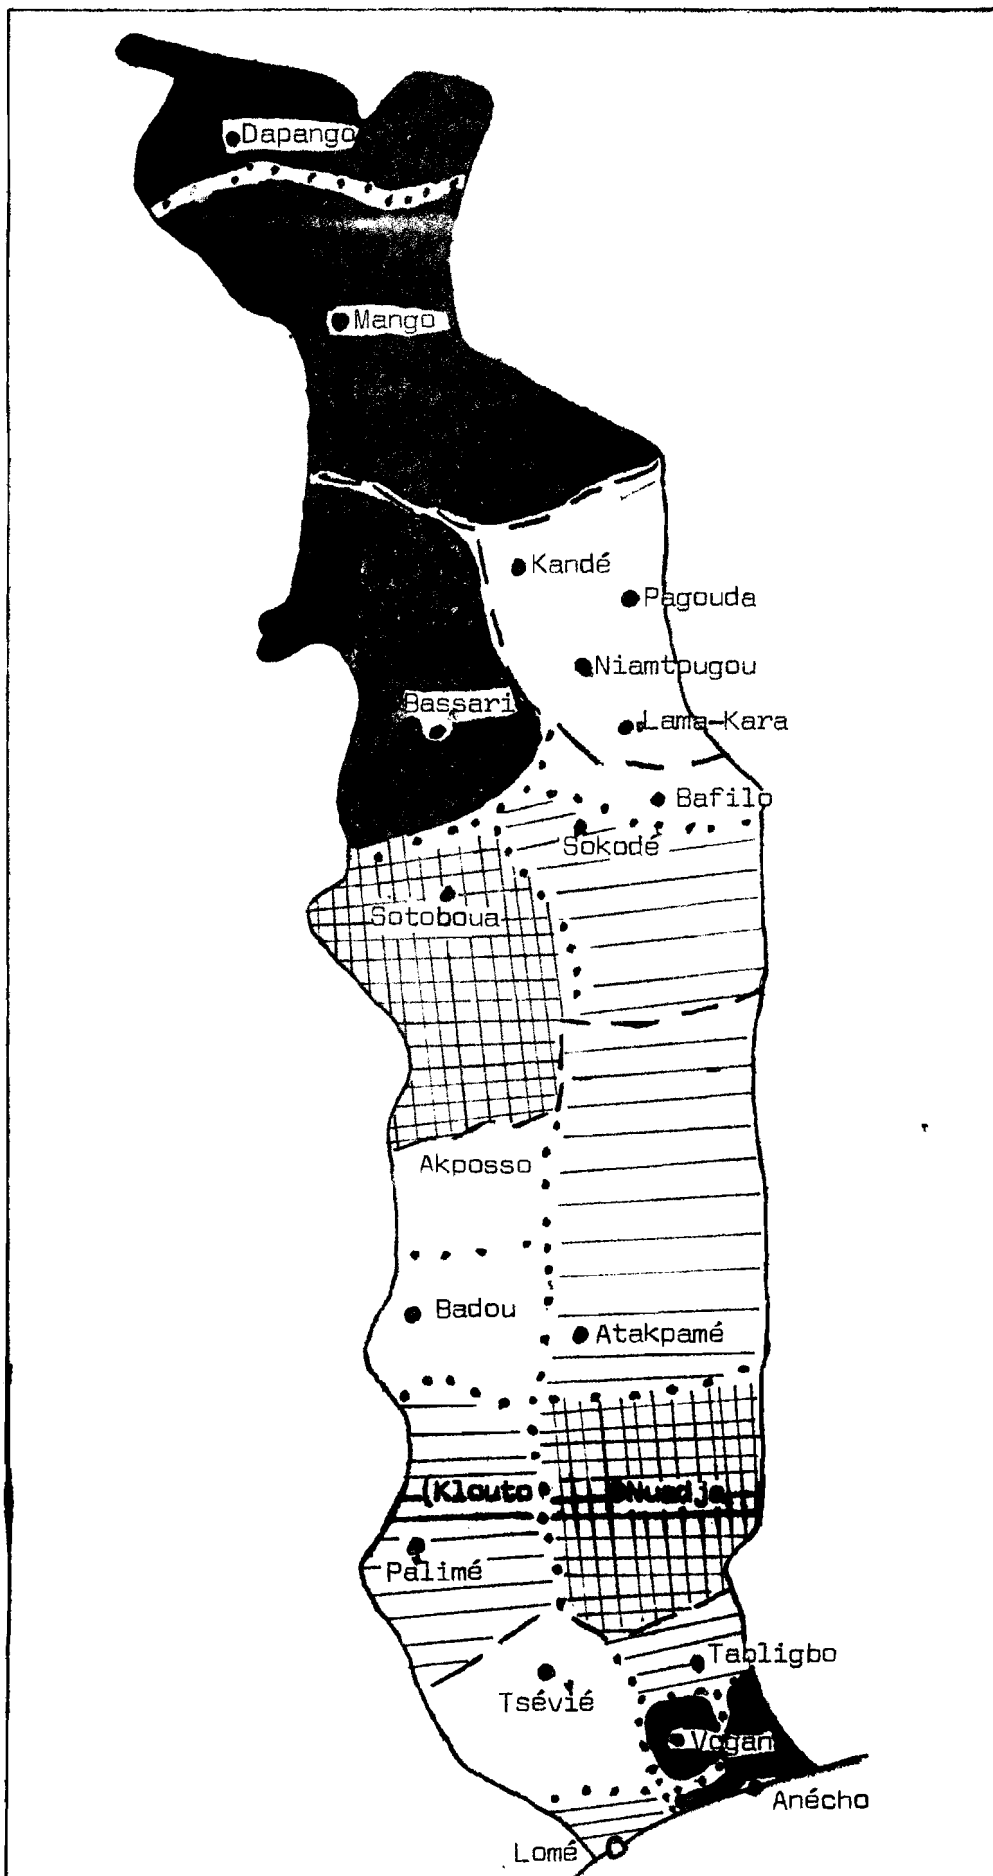 Dapango
Mango
Kandé
Pagouda
Niamtougou
Bassari
Lama-Kara
Bafilo
Sokodé
Sotoboua
Akposso
Badou
Atakpamé
(Klouto
Nuadja
Palimé
Tabligbo
Tsévié
Vogan
Anécho
Lomé